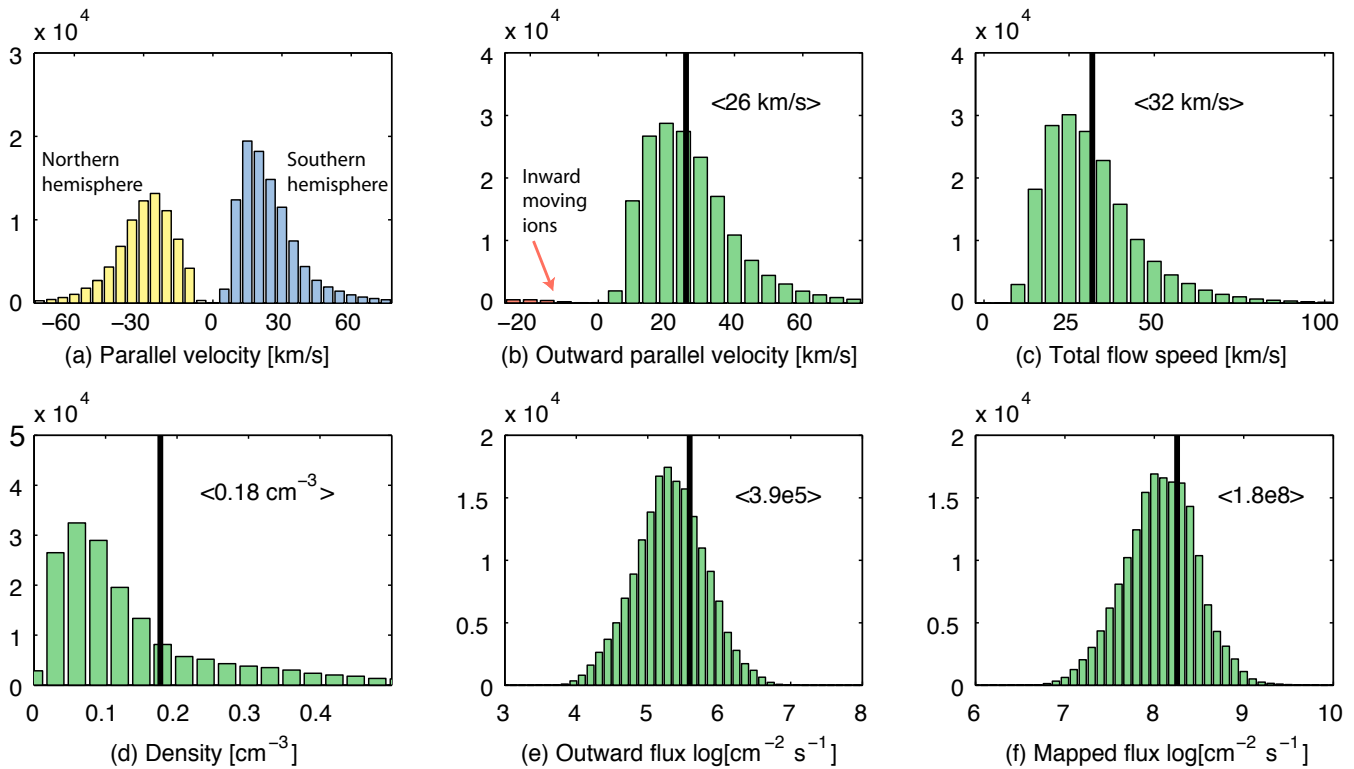 x 10^4
3
2
1
0
Northern
hemisphere
Southern
hemisphere
−60
−30
0
30
60
(a) Parallel velocity [km/s]
x 10^4
4
3
2
1
0
<26 km/s>
Inward
moving
ions
−20
0
20
40
60
(b) Outward parallel velocity [km/s]
x 10^4
4
3
2
1
0
<32 km/s>
0
25
50
100
(c) Total flow speed [km/s]
x 10^4
5
4
3
2
1
0
<0.18 cm^−3 >
0
0.1
0.2
0.3
0.4
(d) Density [cm^−3]
x 10^4
2
1.5
1
0.5
0
<3.9e5>
3
4
5
6
7
8
(e) Outward flux log[cm^−2 s^−1]
x 10^4
2
1.5
1
0.5
0
<1.8e8>
6
7
8
9
10
(f) Mapped flux log[cm^−2 s^−1]